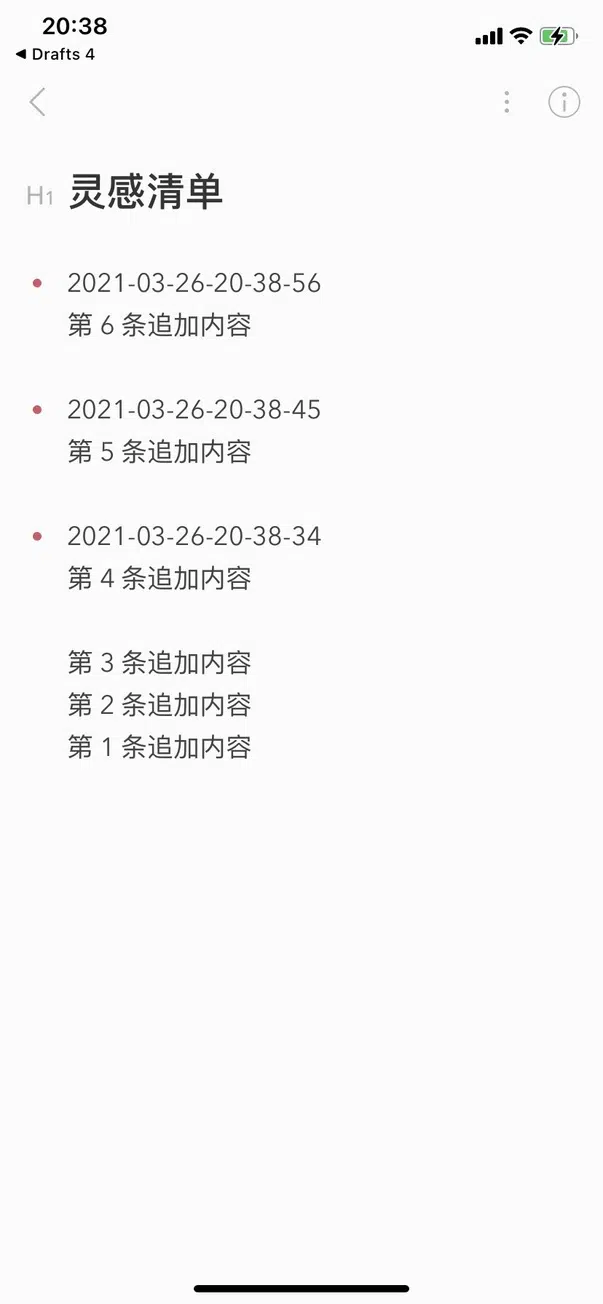 20:38
◀ Drafts 4
H1 灵感清单
• 2021-03-26-20-38-56
第 6 条追加内容
• 2021-03-26-20-38-45
第 5 条追加内容
• 2021-03-26-20-38-34
第 4 条追加内容
第 3 条追加内容
第 2 条追加内容
第 1 条追加内容